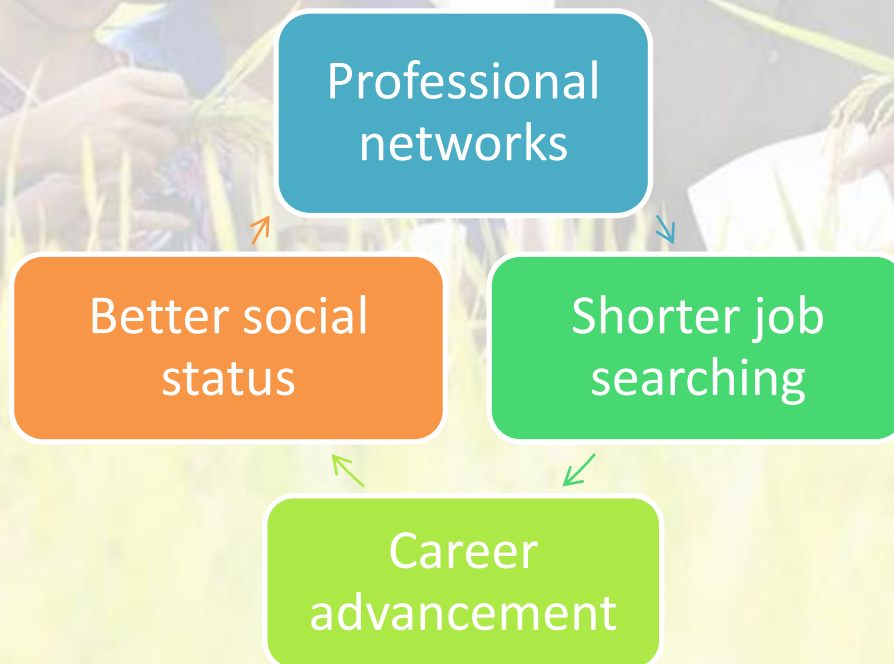 Professional
networks
Better social
status
Shorter job
searching
Career
advancement